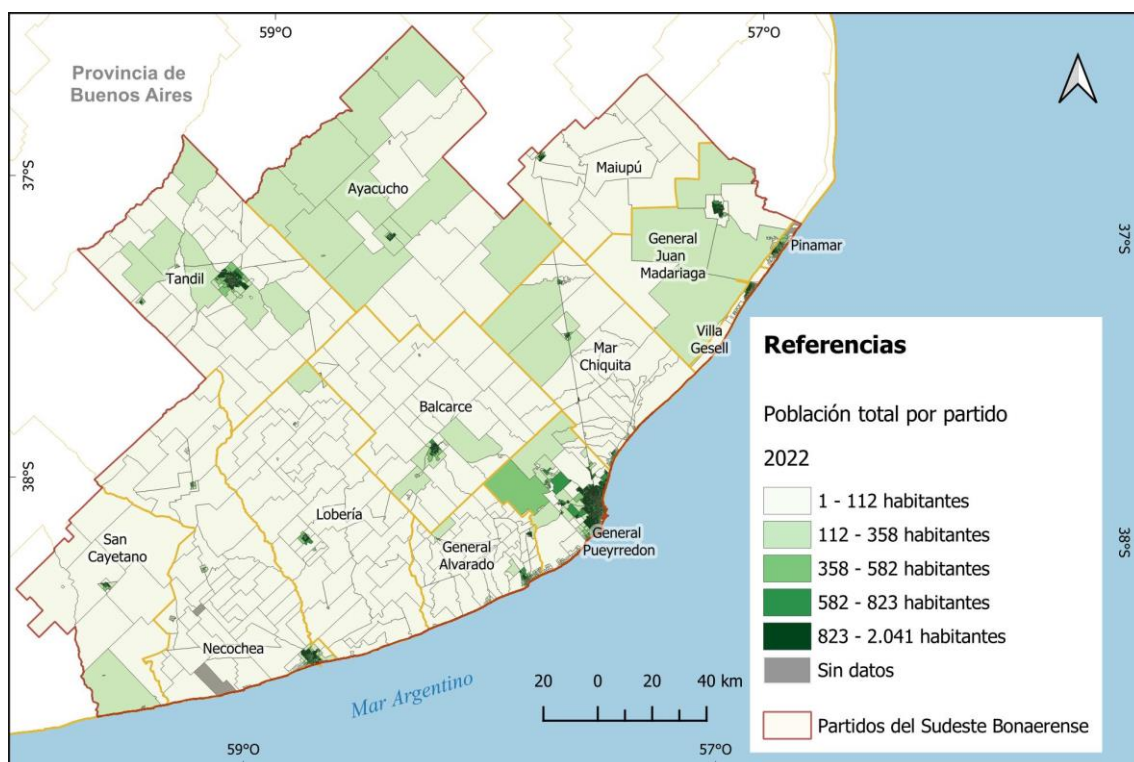 59°O
57°O
Provincia de
Buenos Aires
37°S
Maiupú
Ayacucho
37°S
General
Juan
Madariaga
Pinamar
Tandil
Villa
Gesell
Mar
Chiquita
Balcarce
38°S
Lobería
General
Pueyrredon
General
Alvarado
38°S
San
Cayetano
Necochea
Mar Argentino
20 0 20 40 km
59°O
57°O
Referencias
Población total por partido
2022
1 - 112 habitantes
112 - 358 habitantes
358 - 582 habitantes
582 - 823 habitantes
823 - 2.041 habitantes
Sin datos
Partidos del Sudeste Bonaerense